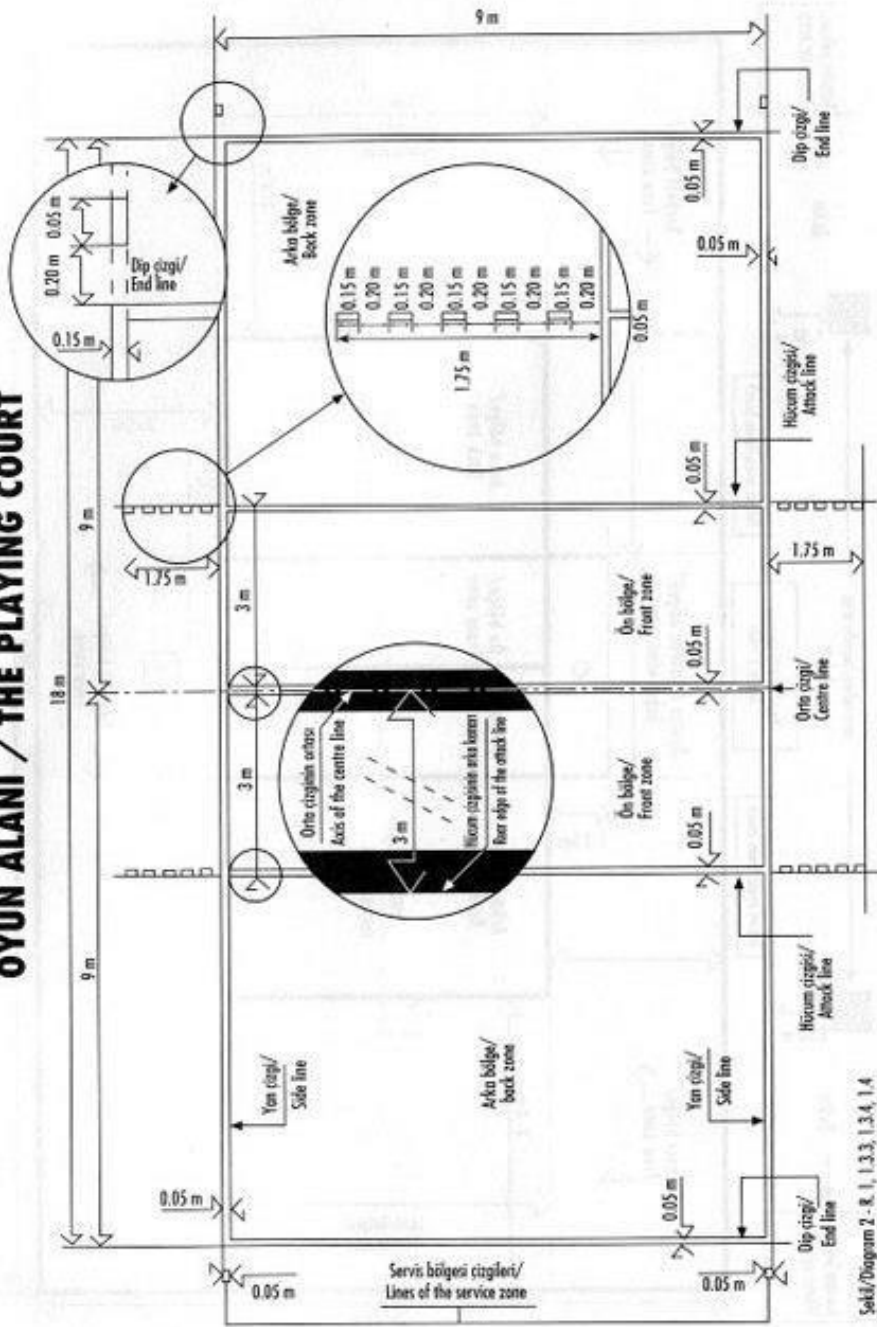 OYUN ALANI / THE PLAYING COURT
18 m
9 m
9 m
9 m
0.05 m
0.20 m
0.15 m
Dip çizgi/
End line
1.75 m
3 m
3 m
Arka bölge/
Back zone
0.15 m
0.20 m
0.15 m
0.20 m
0.15 m
0.20 m
0.15 m
0.20 m
0.15 m
0.20 m
1.75 m
0.05 m
Orta çizginin ortası
Axis of the centre line
3 m
Hücum çizgisinin arka kenarı
Rear edge of the attack line
Yan çizgi/
Side line
0.05 m
Arka bölge/
back zone
Ön bölge/
Front zone
Ön bölge/
Front zone
0.05 m
0.05 m
0.05 m
0.05 m
0.05 m
0.05 m
Yan çizgi/
Side line
0.05 m
Servis bölgesi çizgileri/
Lines of the service zone
0.05 m
Dip çizgi/
End line
Hücum çizgisi/
Attack line
Orta çizgi/
Centre line
1.75 m
Hücum çizgisi/
Attack line
Dip çizgi/
End line
Şekil/Diagram 2 - R. 1, 1.3.3, 1.3.4, 1.4